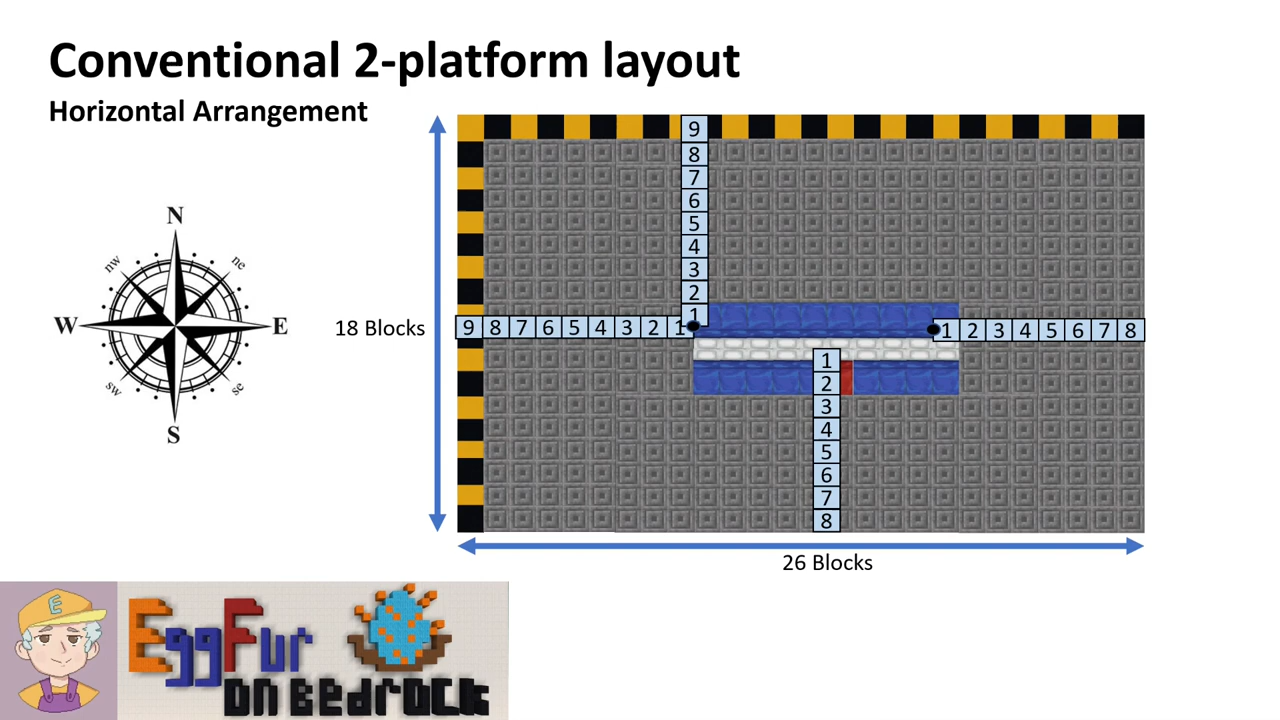 Conventional 2-platform layout
Horizontal Arrangement
N
nw
ne
W
E
sw
se
S
18 Blocks
9
8
7
6
5
4
3
2
1
9 8 7 6 5 4 3 2 1
1 2 3 4 5 6 7 8
1
2
3
4
5
6
7
8
26 Blocks
E
EggFur
on Bedrock